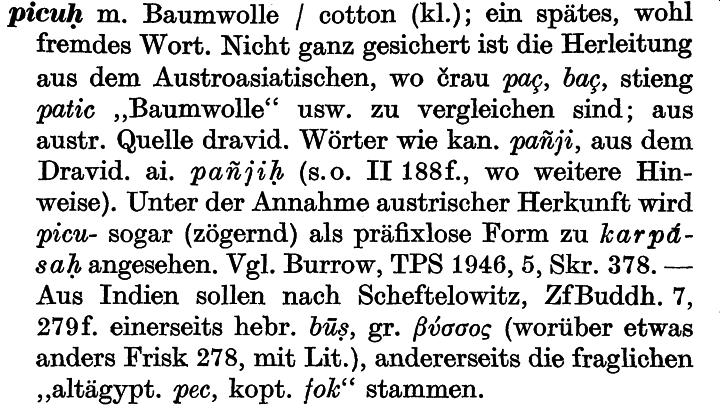 picuḥ m. Baumwolle / cotton (kl.); ein spätes, wohl
fremdes Wort. Nicht ganz gesichert ist die Herleitung
aus dem Austroasiatischen, wo črau paç, baç, stieng
patic „Baumwolle“ usw. zu vergleichen sind; aus
austr. Quelle dravid. Wörter wie kan. pañji, aus dem
Dravid. ai. pañjiḥ (s. o. II 188f., wo weitere Hin-
weise). Unter der Annahme austrischer Herkunft wird
picu- sogar (zögernd) als präfixlose Form zu karpā́-
saḥ angesehen. Vgl. Burrow, TPS 1946, 5, Skr. 378. —
Aus Indien sollen nach Scheftelowitz, ZfBuddh. 7,
279f. einerseits hebr. būṣ, gr. βύσσος (worüber etwas
anders Frisk 278, mit Lit.), andererseits die fraglichen
„altägypt. pec, kopt. fok“ stammen.